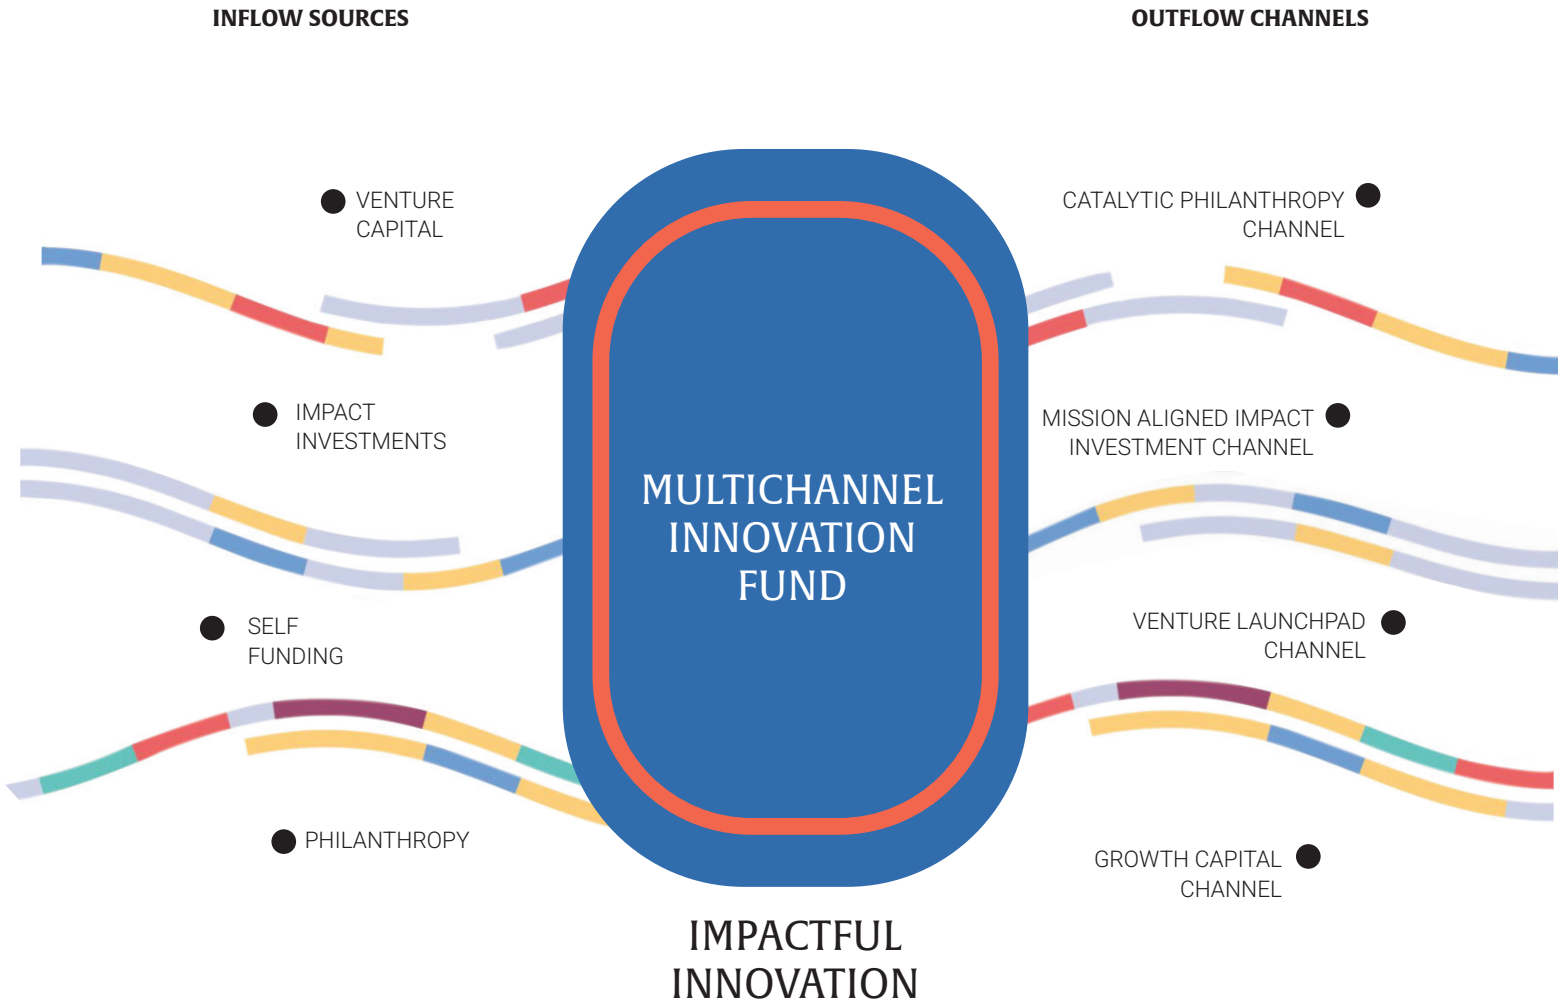 INFLOW SOURCES
OUTFLOW CHANNELS
VENTURE
CAPITAL
IMPACT
INVESTMENTS
SELF
FUNDING
PHILANTHROPY
MULTICHANNEL
INNOVATION
FUND
CATALYTIC PHILANTHROPY
CHANNEL
MISSION ALIGNED IMPACT
INVESTMENT CHANNEL
VENTURE LAUNCHPAD
CHANNEL
GROWTH CAPITAL
CHANNEL
IMPACTFUL
INNOVATION